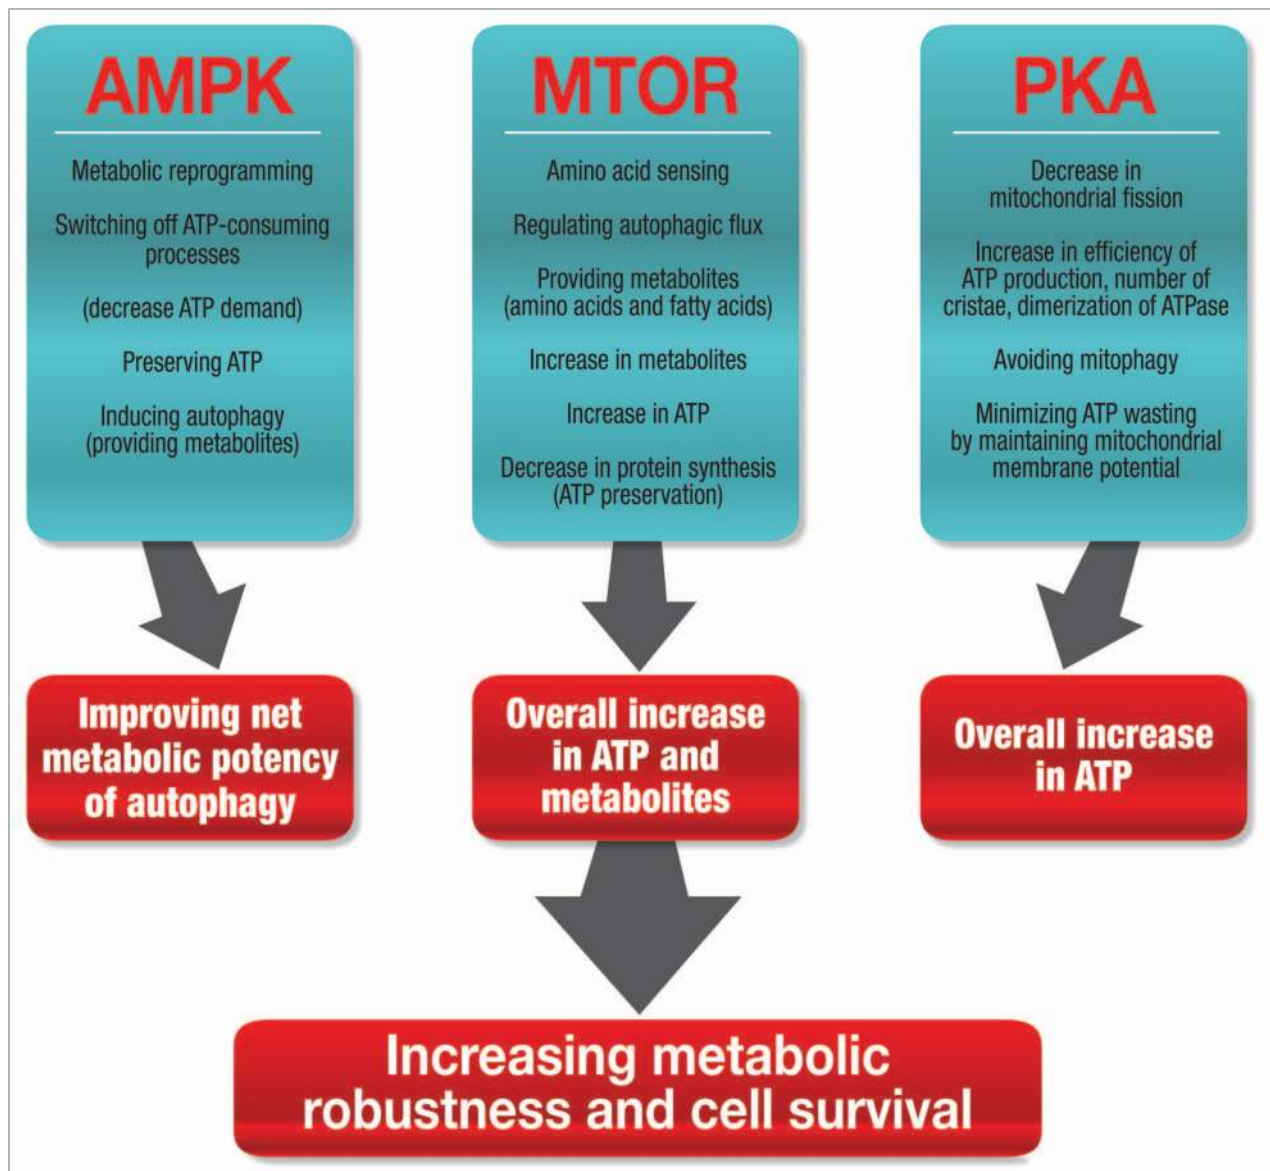 AMPK
Metabolic reprogramming
Switching off ATP-consuming
processes
(decrease ATP demand)
Preserving ATP
Inducing autophagy
(providing metabolites)
MTOR
Amino acid sensing
Regulating autophagic flux
Providing metabolites
(amino acids and fatty acids)
Increase in metabolites
Increase in ATP
Decrease in protein synthesis
(ATP preservation)
PKA
Decrease in
mitochondrial fission
Increase in efficiency of
ATP production, number of
cristae, dimerization of ATPase
Avoiding mitophagy
Minimizing ATP wasting
by maintaining mitochondrial
membrane potential
Improving net
metabolic potency
of autophagy
Overall increase
in ATP and
metabolites
Overall increase
in ATP
Increasing metabolic
robustness and cell survival